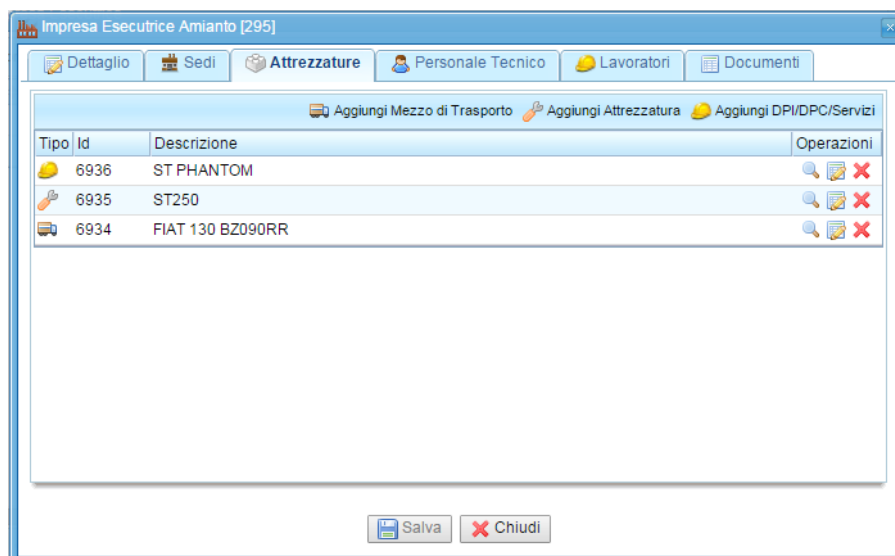 Impresa Esecutrice Amianto [295]
Dettaglio Sedi Attrezzature Personale Tecnico Lavoratori Documenti
Aggiungi Mezzo di Trasporto Aggiungi Attrezzatura Aggiungi DPI/DPC/Servizi
Tipo Id Descrizione Operazioni
6936 ST PHANTOM
6935 ST250
6934 FIAT 130 BZ090RR
Salva Chiudi